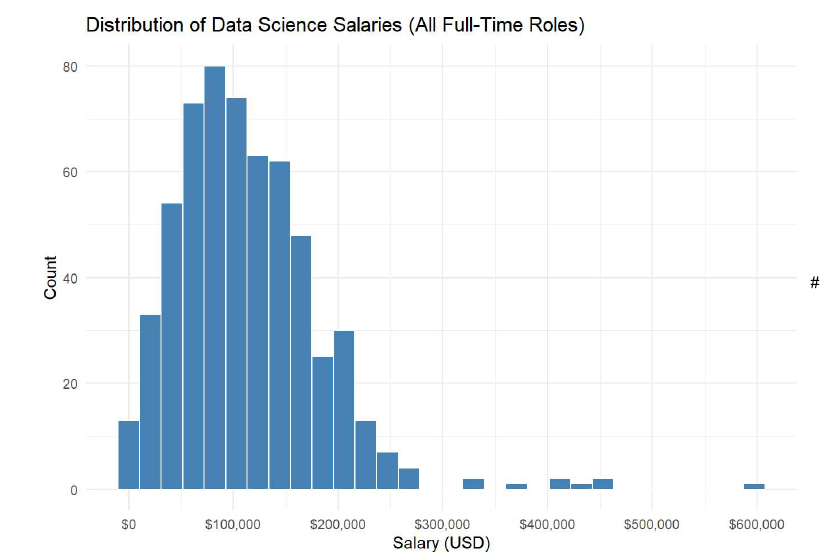 Distribution of Data Science Salaries (All Full-Time Roles)
80
60
40
20
0
Count
#
$0 $100,000 $200,000 $300,000 $400,000 $500,000 $600,000
Salary (USD)